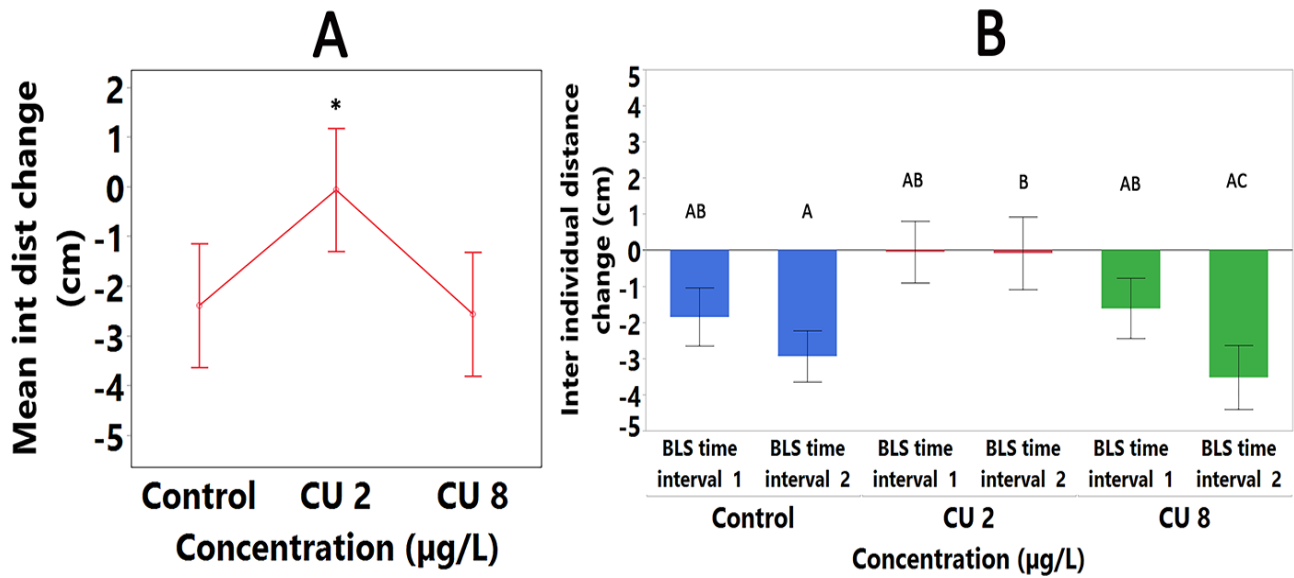 A
Mean int dist change
(cm)
2
1
0
-1
-2
-3
-4
-5
*
Control CU 2 CU 8
Concentration (µg/L)
B
Inter individual distance
change (cm)
5
4
3
2
1
0
-1
-2
-3
-4
-5
AB A AB B AB AC
BLS time BLS time BLS time BLS time BLS time BLS time
interval 1 interval 2 interval 1 interval 2 interval 1 interval 2
Control CU 2 CU 8
Concentration (µg/L)